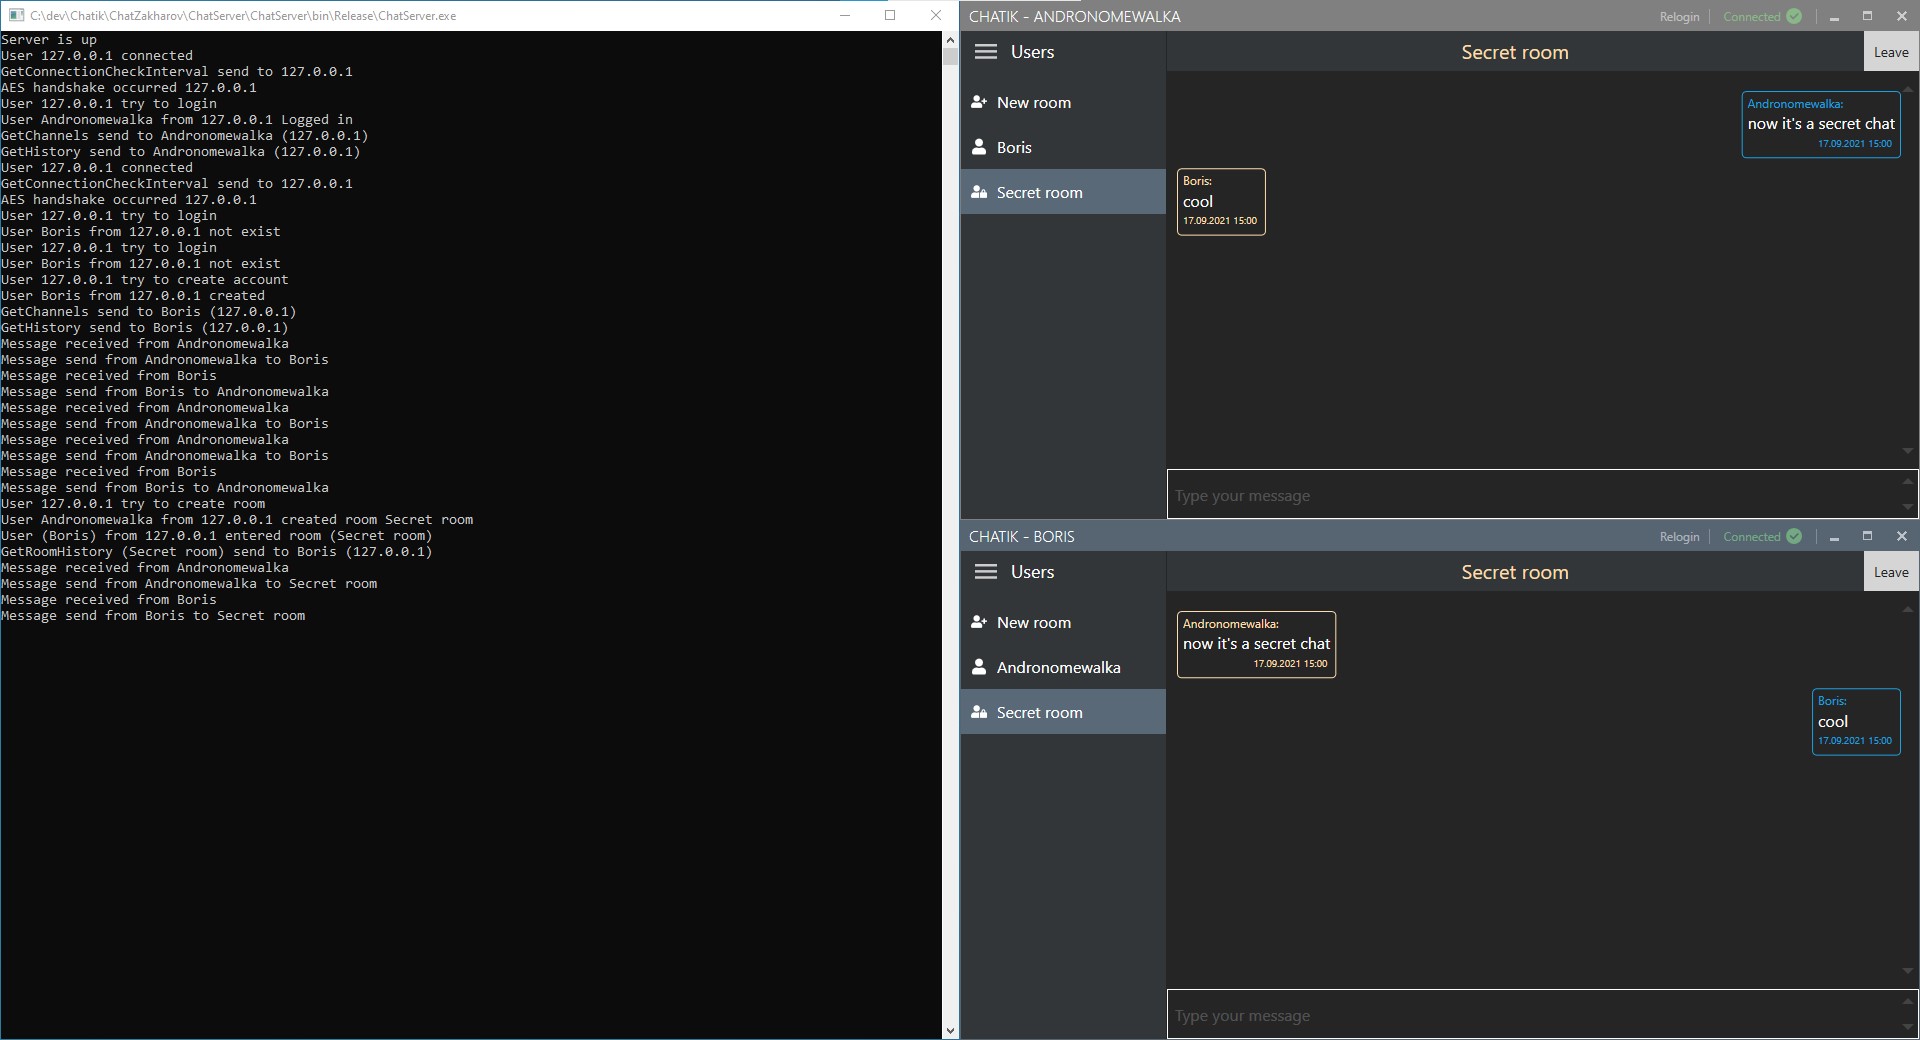 C:\dev\Chatik\ChatZakharov\ChatServer\ChatServer\bin\Release\ChatServer.exe
Server is up
User 127.0.0.1 connected
GetConnectionCheckInterval send to 127.0.0.1
AES handshake occurred 127.0.0.1
User 127.0.0.1 try to login
User Andronomewalka from 127.0.0.1 Logged in
GetChannels send to Andronomewalka (127.0.0.1)
GetHistory send to Andronomewalka (127.0.0.1)
User 127.0.0.1 connected
GetConnectionCheckInterval send to 127.0.0.1
AES handshake occurred 127.0.0.1
User 127.0.0.1 try to login
User Boris from 127.0.0.1 not exist
User 127.0.0.1 try to login
User Boris from 127.0.0.1 not exist
User 127.0.0.1 try to create account
User Boris from 127.0.0.1 created
GetChannels send to Boris (127.0.0.1)
GetHistory send to Boris (127.0.0.1)
Message received from Andronomewalka
Message send from Andronomewalka to Boris
Message received from Boris
Message send from Boris to Andronomewalka
Message received from Andronomewalka
Message send from Andronomewalka to Boris
Message received from Andronomewalka
Message send from Andronomewalka to Boris
Message received from Boris
Message send from Boris to Andronomewalka
User 127.0.0.1 try to create room
User Andronomewalka from 127.0.0.1 created room Secret room
User (Boris) from 127.0.0.1 entered room (Secret room)
GetRoomHistory (Secret room) send to Boris (127.0.0.1)
Message received from Andronomewalka
Message send from Andronomewalka to Secret room
Message received from Boris
Message send from Boris to Secret room
CHATIK - ANDRONOMEWALKA
Relogin
Connected
Users
Secret room
Leave
New room
Boris
Secret room
Andronomewalka:
now it's a secret chat
17.09.2021 15:00
Boris:
cool
17.09.2021 15:00
Type your message
CHATIK - BORIS
Relogin
Connected
Users
Secret room
Leave
New room
Andronomewalka
Secret room
Andronomewalka:
now it's a secret chat
17.09.2021 15:00
Boris:
cool
17.09.2021 15:00
Type your message